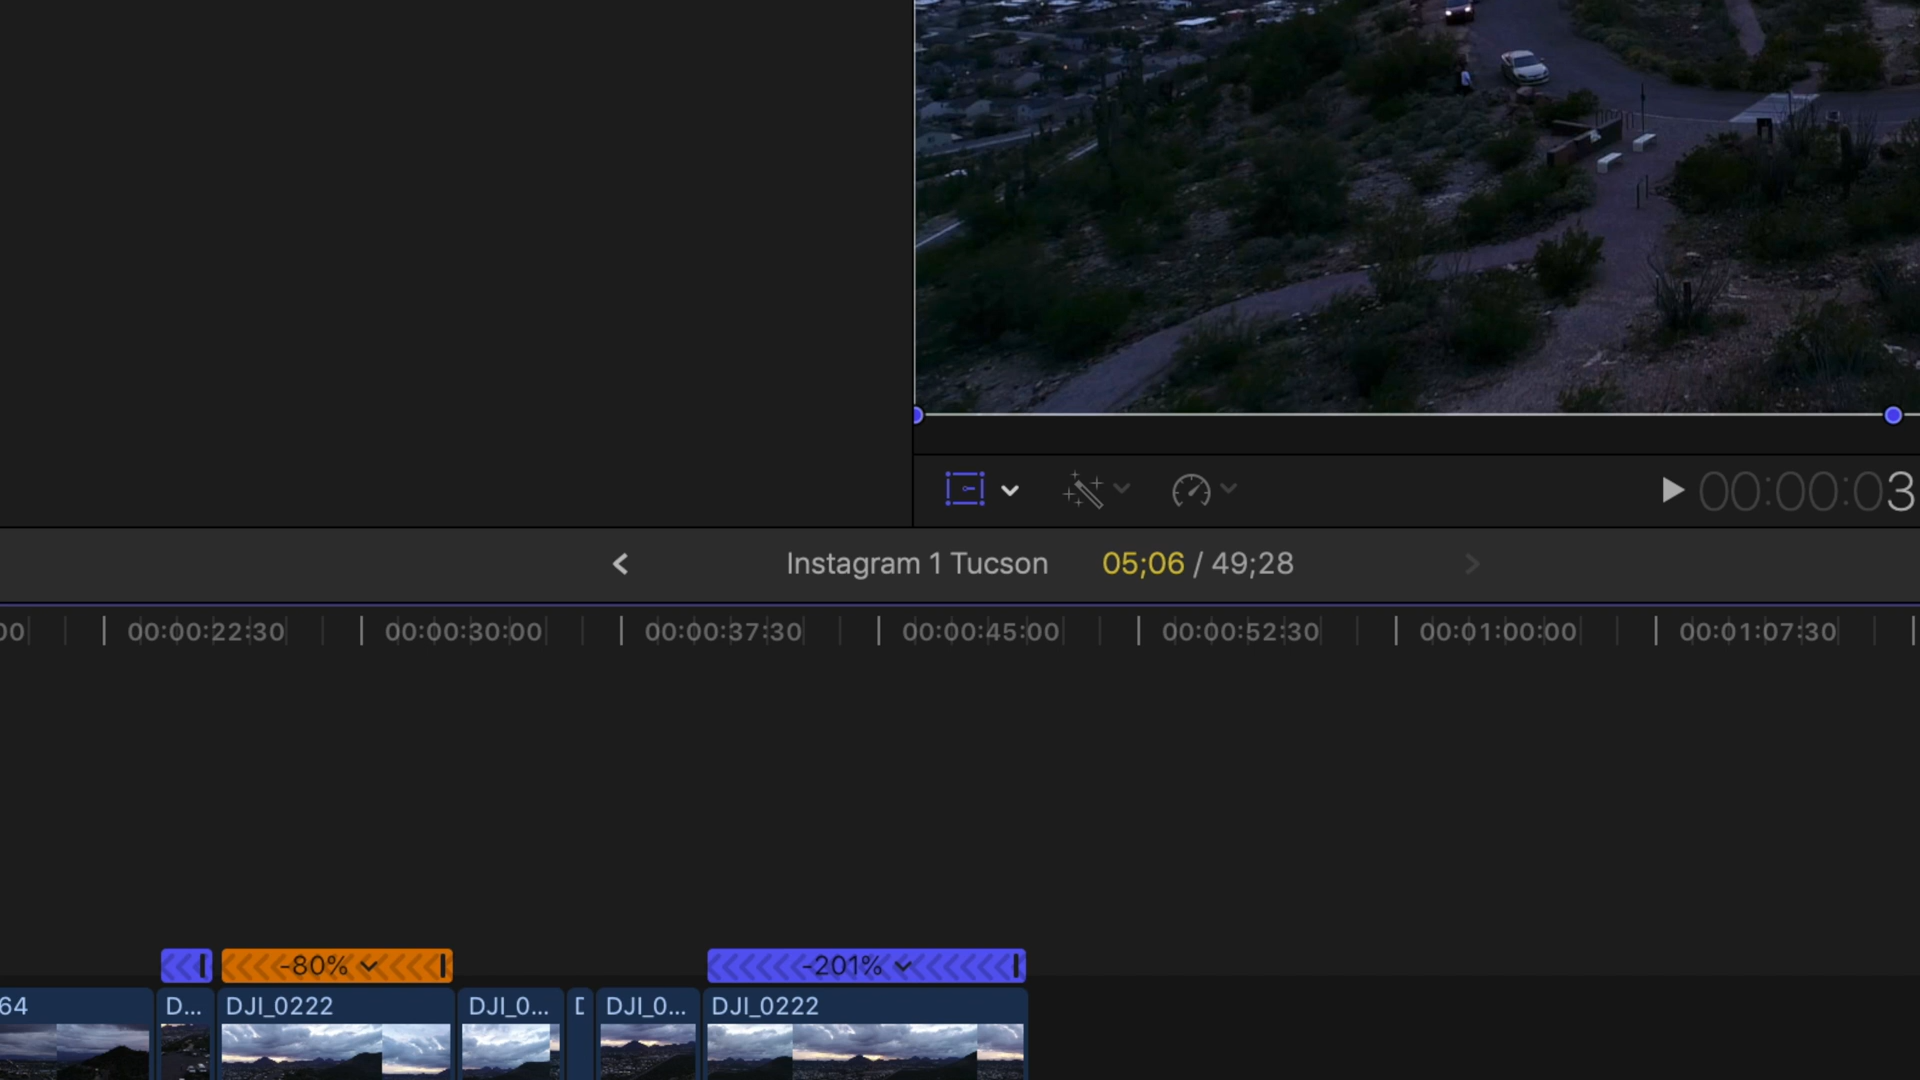 00:00:03
Instagram 1 Tucson 05;06 / 49;28
00 00:00:22:30 00:00:30:00 00:00:37:30 00:00:45:00 00:00:52:30 00:01:00:00 00:01:07:30
-80% -201%
64 D... DJI_0222 DJI_0... DJI_0... DJI_0222